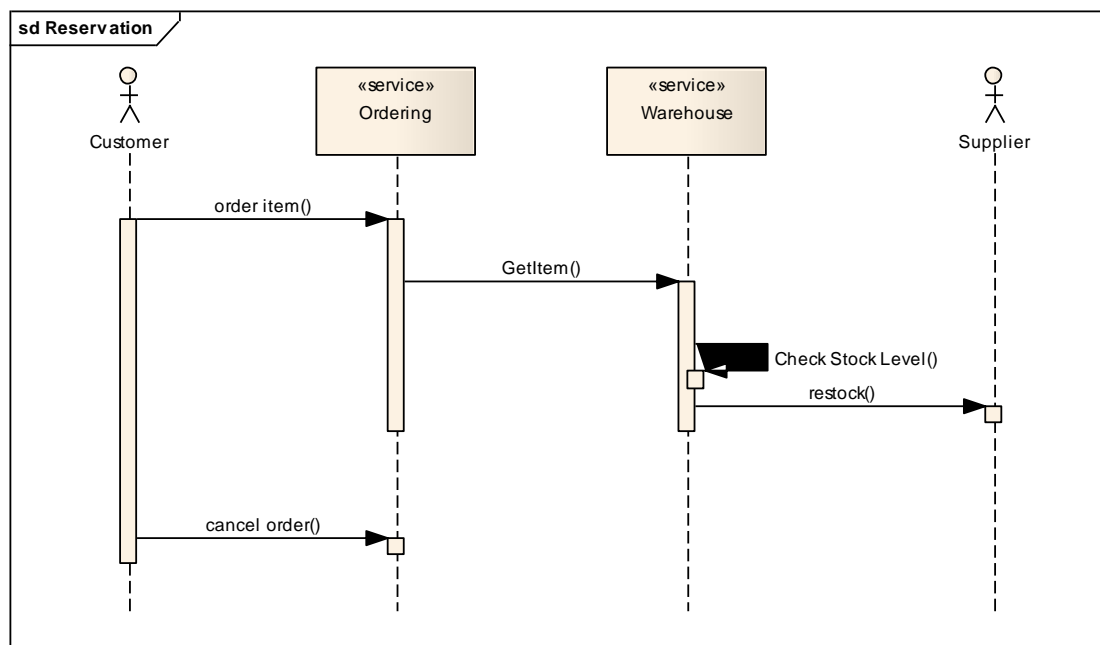 sd Reservation
«service»
Ordering
«service»
Warehouse
Customer
Supplier
order item()
GetItem()
Check Stock Level()
restock()
cancel order()